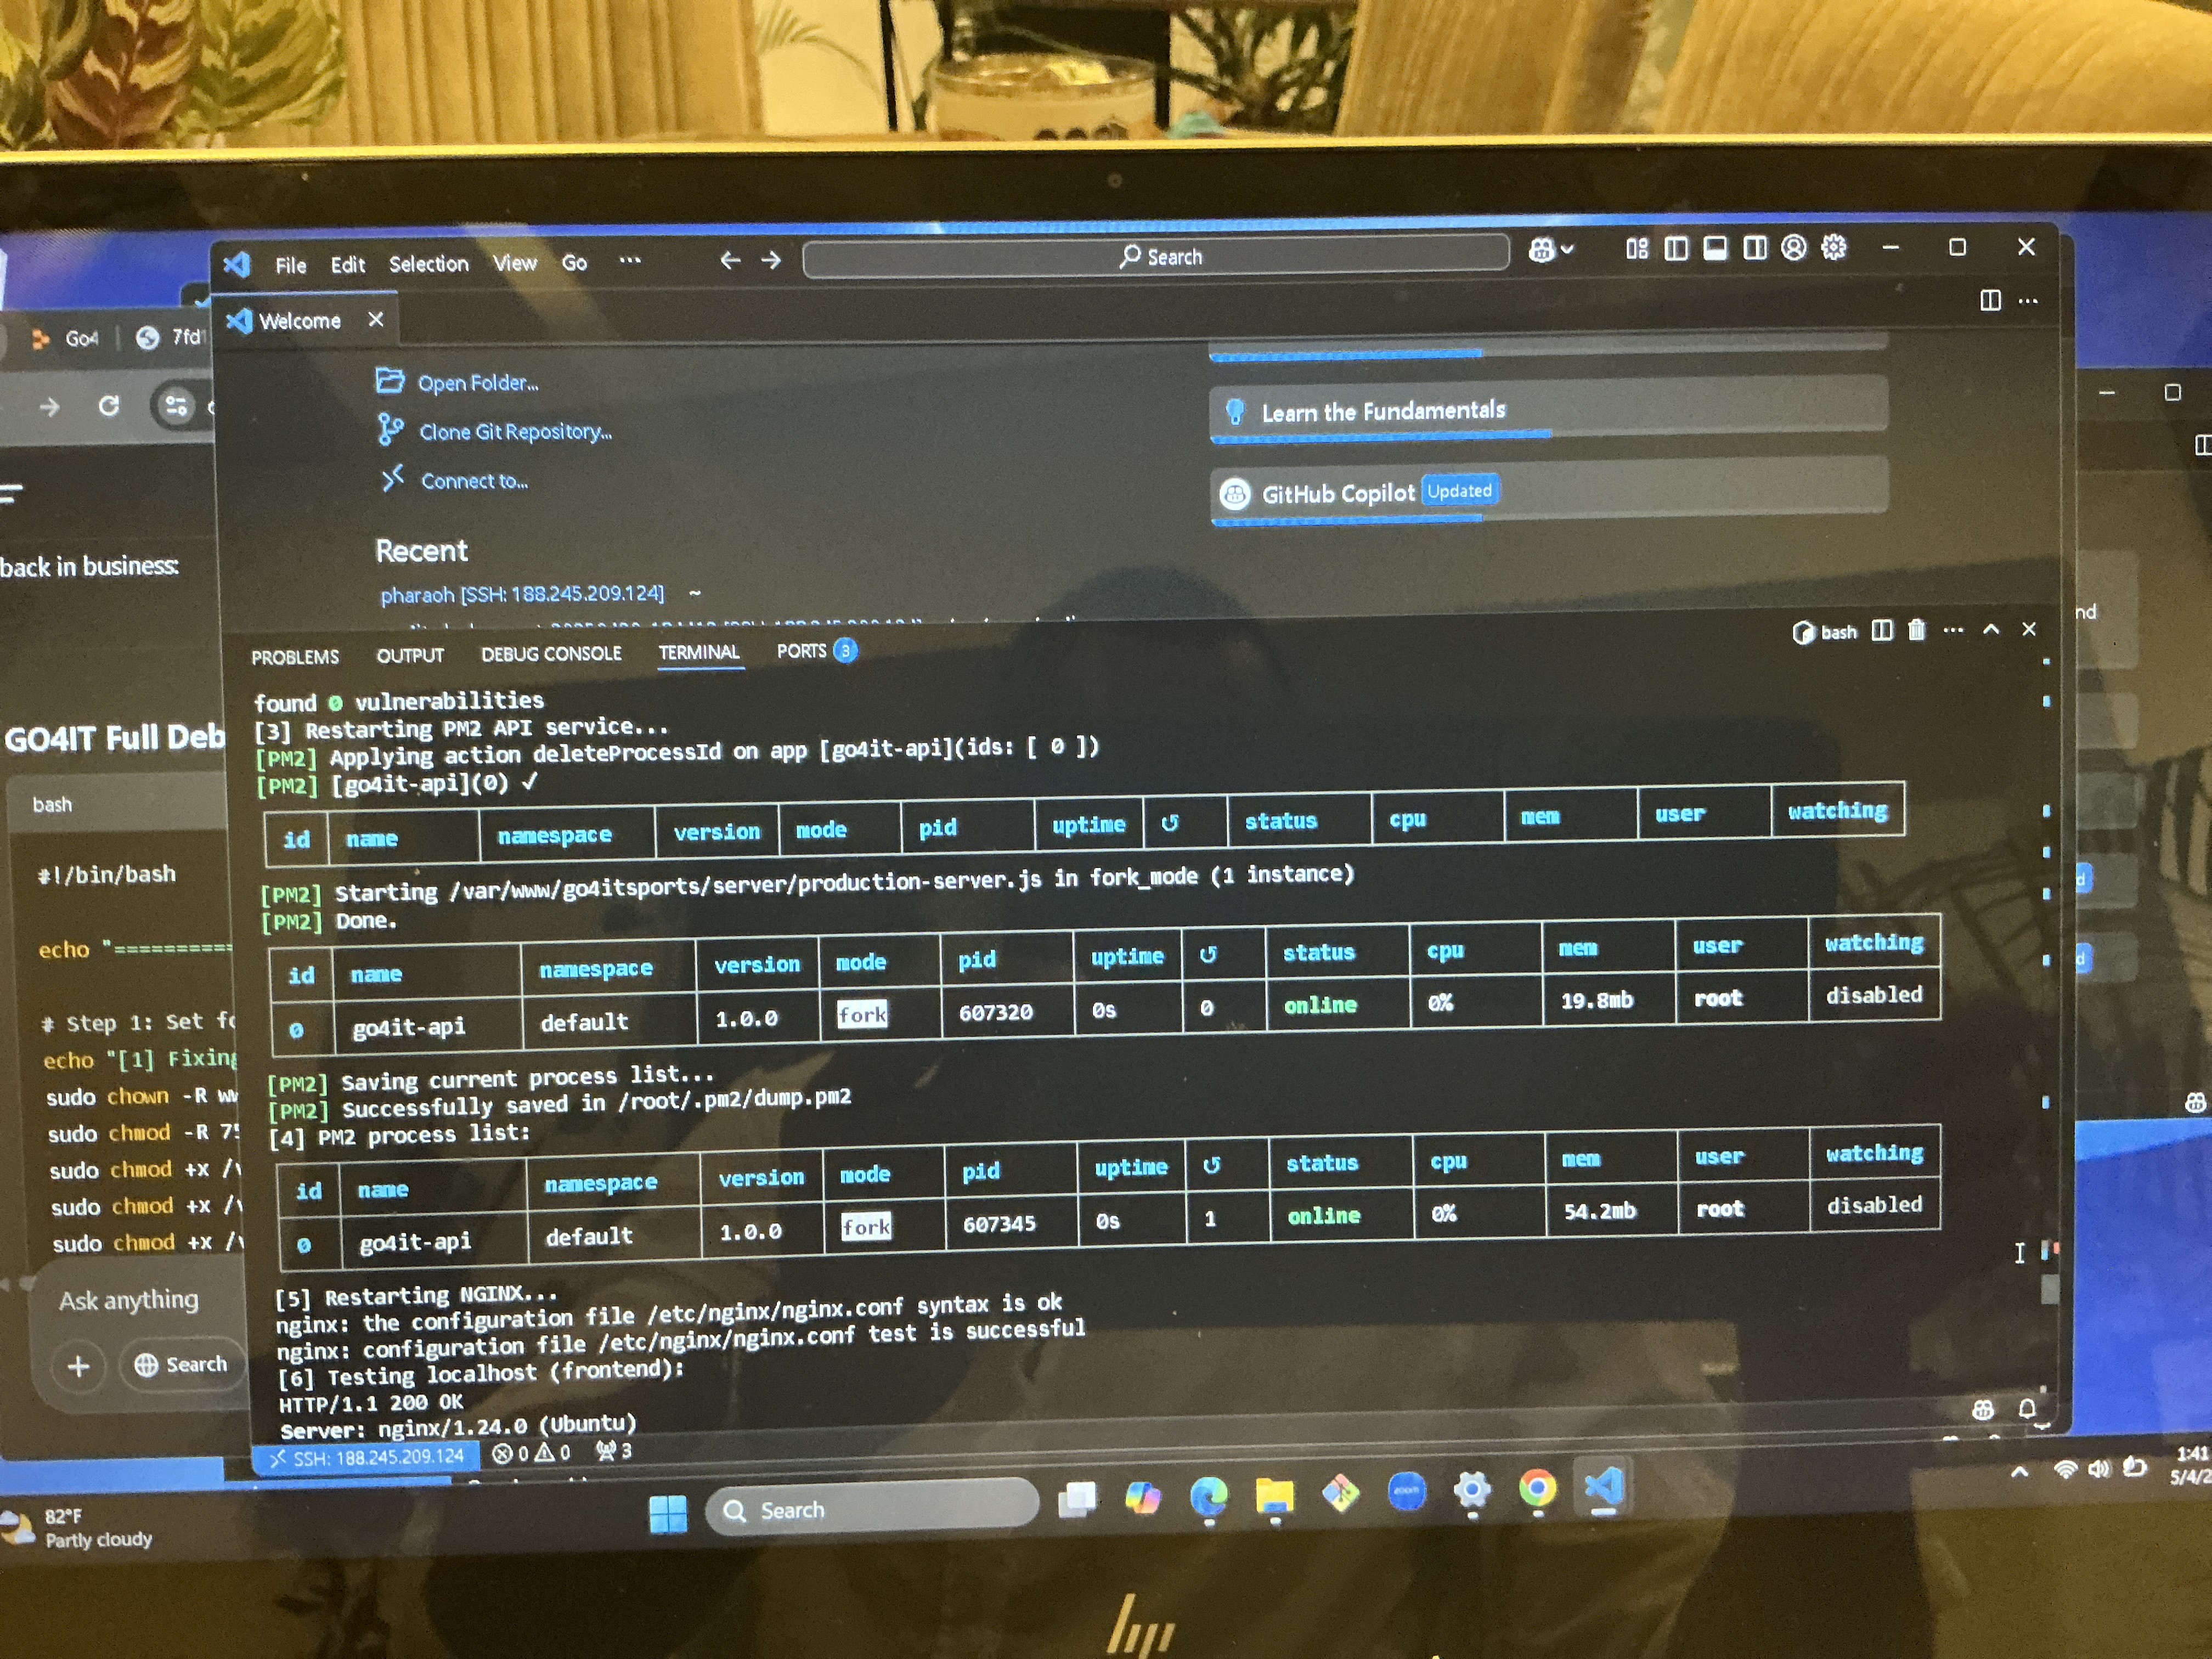 File Edit Selection View Go ... Search
Welcome
Go4 7fd
Open Folder...
Clone Git Repository...
Connect to...
Recent
pharaoh [SSH: 188.245.209.124] ~
Learn the Fundamentals
GitHub Copilot Updated
back in business:
GO4IT Full Deb
bash
#!/bin/bash
echo "==========
# Step 1: Set fo
echo "[1] Fixing
sudo chown -R ww
sudo chmod -R 75
sudo chmod +x /v
sudo chmod +x /v
sudo chmod +x /v
Ask anything
Search
PROBLEMS OUTPUT DEBUG CONSOLE TERMINAL PORTS 3
bash
found 0 vulnerabilities
[3] Restarting PM2 API service...
[PM2] Applying action deleteProcessId on app [go4it-api](ids: [ 0 ])
[PM2] [go4it-api](0) ✓
id name namespace version mode pid uptime ↺ status cpu mem user watching
[PM2] Starting /var/www/go4itsports/server/production-server.js in fork_mode (1 instance)
[PM2] Done.
id name namespace version mode pid uptime ↺ status cpu mem user watching
0 go4it-api default 1.0.0 fork 607320 0s 0 online 0% 19.8mb root disabled
[PM2] Saving current process list...
[PM2] Successfully saved in /root/.pm2/dump.pm2
[4] PM2 process list:
id name namespace version mode pid uptime ↺ status cpu mem user watching
0 go4it-api default 1.0.0 fork 607345 0s 1 online 0% 54.2mb root disabled
[5] Restarting NGINX...
nginx: the configuration file /etc/nginx/nginx.conf syntax is ok
nginx: configuration file /etc/nginx/nginx.conf test is successful
[6] Testing localhost (frontend):
HTTP/1.1 200 OK
Server: nginx/1.24.0 (Ubuntu)
SSH: 188.245.209.124 0 0 3
nd
d
d
82°F
Partly cloudy
Search
zoom
1:41
5/4/2
hp